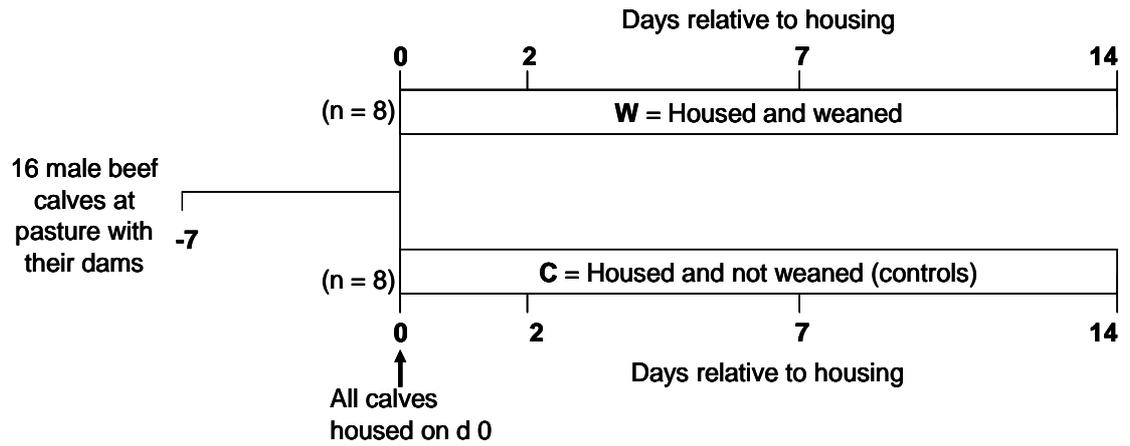 Days relative to housing
0 2 7 14
(n = 8) W = Housed and weaned
16 male beef
calves at
pasture with
their dams
-7
(n = 8) C = Housed and not weaned (controls)
0 2 7 14
Days relative to housing
All calves
housed on d 0